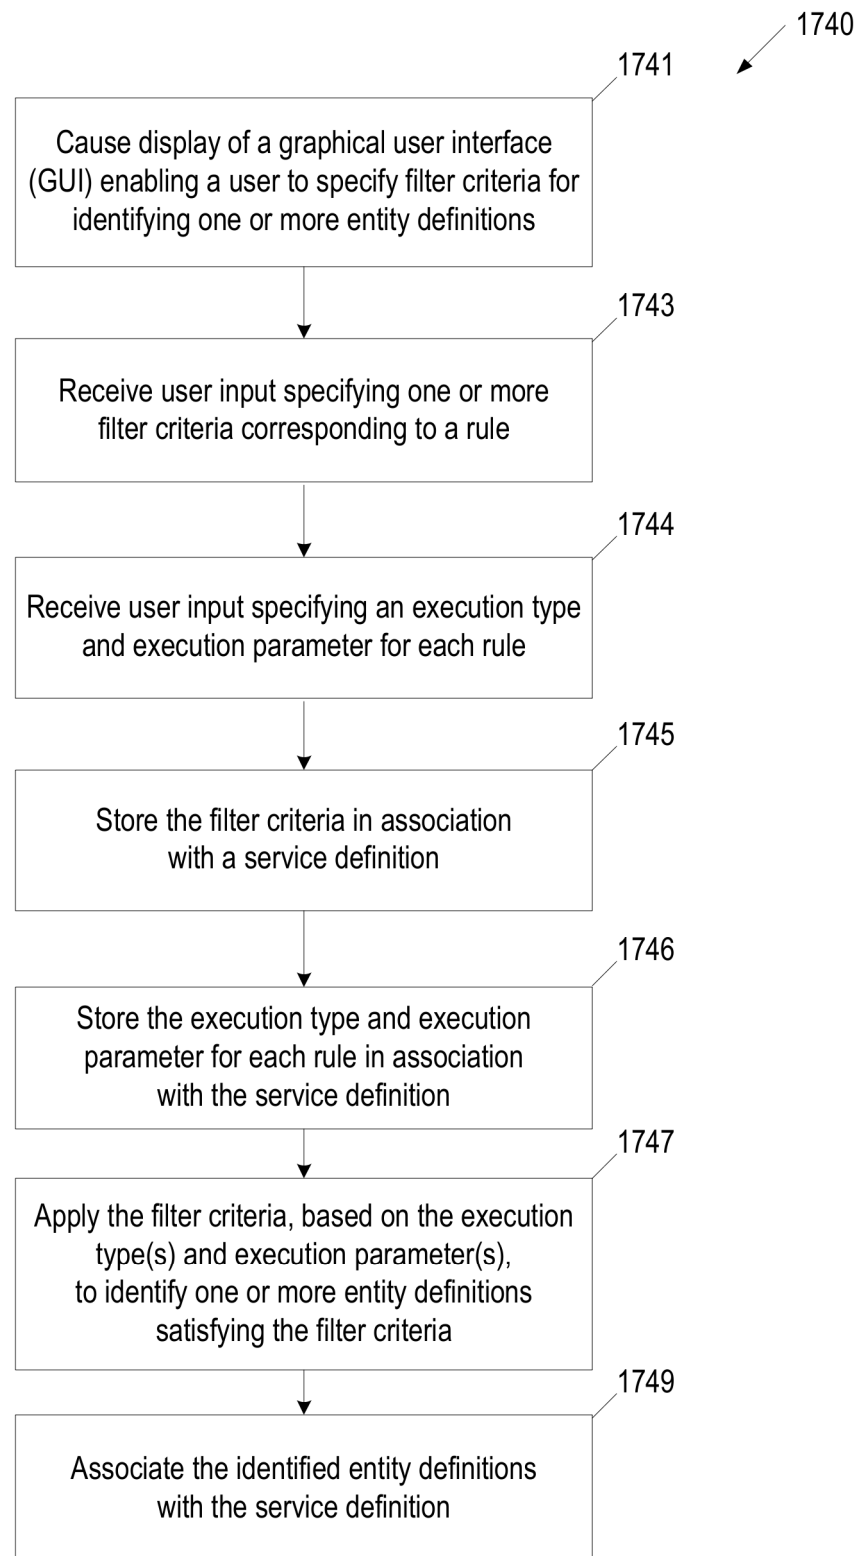 1740
1741
Cause display of a graphical user interface
(GUI) enabling a user to specify filter criteria for
identifying one or more entity definitions
1743
Receive user input specifying one or more
filter criteria corresponding to a rule
1744
Receive user input specifying an execution type
and execution parameter for each rule
1745
Store the filter criteria in association
with a service definition
1746
Store the execution type and execution
parameter for each rule in association
with the service definition
1747
Apply the filter criteria, based on the execution
type(s) and execution parameter(s),
to identify one or more entity definitions
satisfying the filter criteria
1749
Associate the identified entity definitions
with the service definition